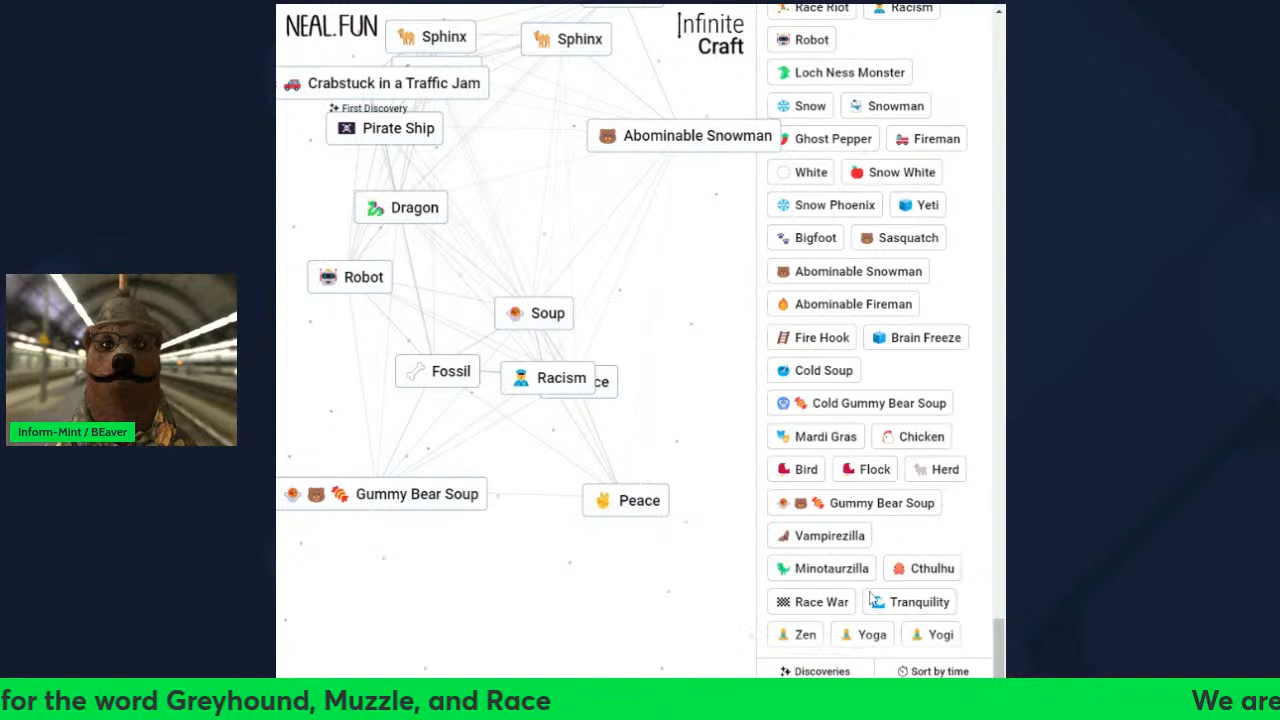 NEAL.FUN
Infinite
Craft
Sphinx
Sphinx
Crabstuck in a Traffic Jam
First Discovery
Pirate Ship
Abominable Snowman
Dragon
Robot
Soup
Fossil
Racism
ce
Gummy Bear Soup
Peace
Race Riot
Racism
Robot
Loch Ness Monster
Snow
Snowman
Ghost Pepper
Fireman
White
Snow White
Snow Phoenix
Yeti
Bigfoot
Sasquatch
Abominable Snowman
Abominable Fireman
Fire Hook
Brain Freeze
Cold Soup
Cold Gummy Bear Soup
Mardi Gras
Chicken
Bird
Flock
Herd
Gummy Bear Soup
Vampirezilla
Minotaurzilla
Cthulhu
Race War
Tranquility
Zen
Yoga
Yogi
Discoveries
Sort by time
Inform-Mint / BEaver
for the word Greyhound, Muzzle, and Race
We are